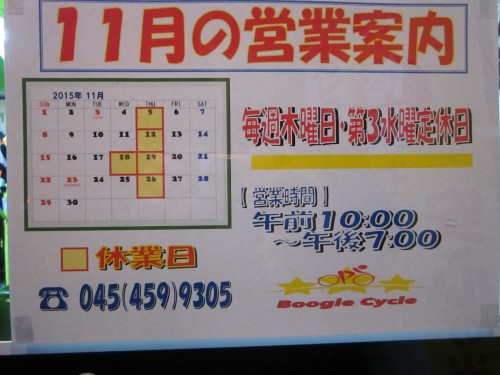 11月の営業案内
2015年 11月
SUN MON TUE WED THU FRI SAT
1 2 3 4 5 6 7
8 9 10 11 12 13 14
15 16 17 18 19 20 21
22 23 24 25 26 27 28
29 30
休業日
☎ 045(459)9305
毎週木曜日・第3水曜定休日
【 営業時間 】
午前10:00
～午後7:00
Boogie Cycle